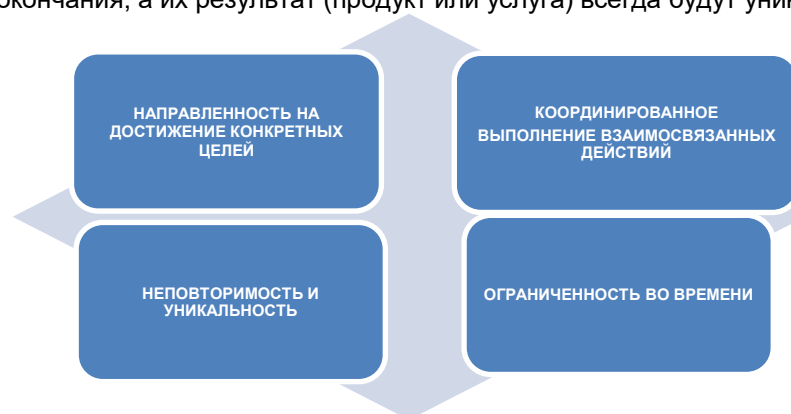 окончания, а их результат (продукт или услуга) всегда будут
НАПРАВЛЕННОСТЬ НА
ДОСТИЖЕНИЕ КОНКРЕТНЫХ
ЦЕЛЕЙ
КООРДИНИРОВАННОЕ
ВЫПОЛНЕНИЕ ВЗАИМОСВЯЗАННЫХ
ДЕЙСТВИЙ
НЕПОВТОРИМОСТЬ И
УНИКАЛЬНОСТЬ
ОГРАНИЧЕННОСТЬ ВО ВРЕМЕНИ